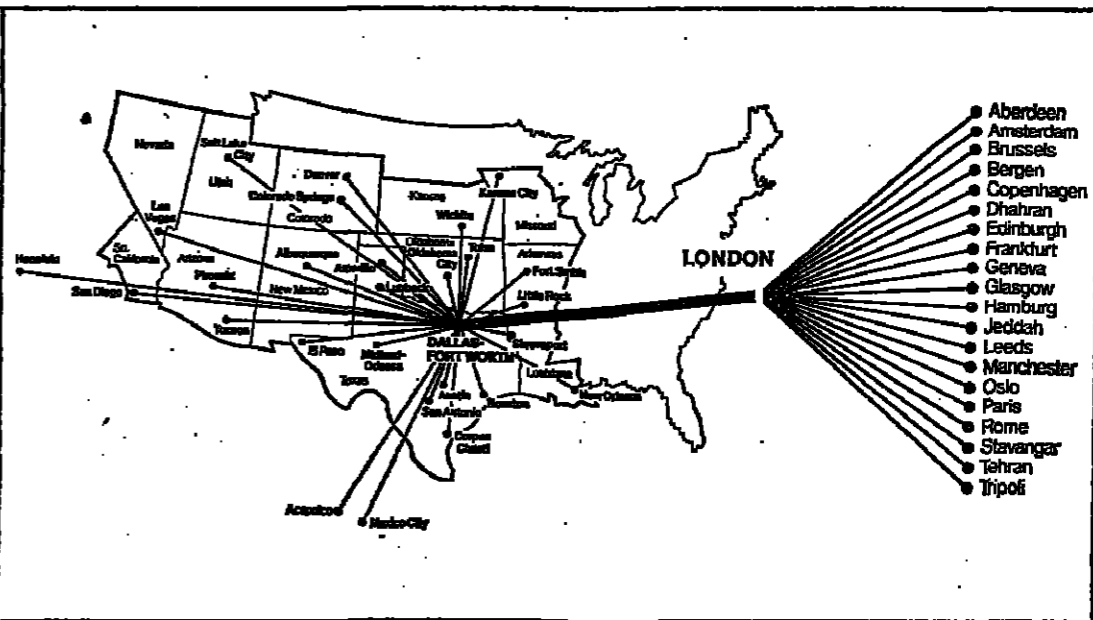 Nevada
Salt Lake
City
Utah
Denver
Colorado Springs
Colorado
Kansas
Kansas City
Wichita
Missouri
Las
Vegas
So.
California
Arizona
Phoenix
Albuquerque
New Mexico
Amarillo
Lubbock
Oklahoma
Oklahoma
City
Tulsa
Arkansas
Fort Smith
Little Rock
Honolulu
San Diego
Tucson
El Paso
Midland-
Odessa
Texas
DALLAS-
FORT WORTH
Shreveport
Louisiana
New Orleans
Austin
San Antonio
Houston
Corpus
Christi
Acapulco
Mexico City
LONDON
Aberdeen
Amsterdam
Brussels
Bergen
Copenhagen
Dhahran
Edinburgh
Frankfurt
Geneva
Glasgow
Hamburg
Jeddah
Leeds
Manchester
Oslo
Paris
Rome
Stavangar
Tehran
Tripoli